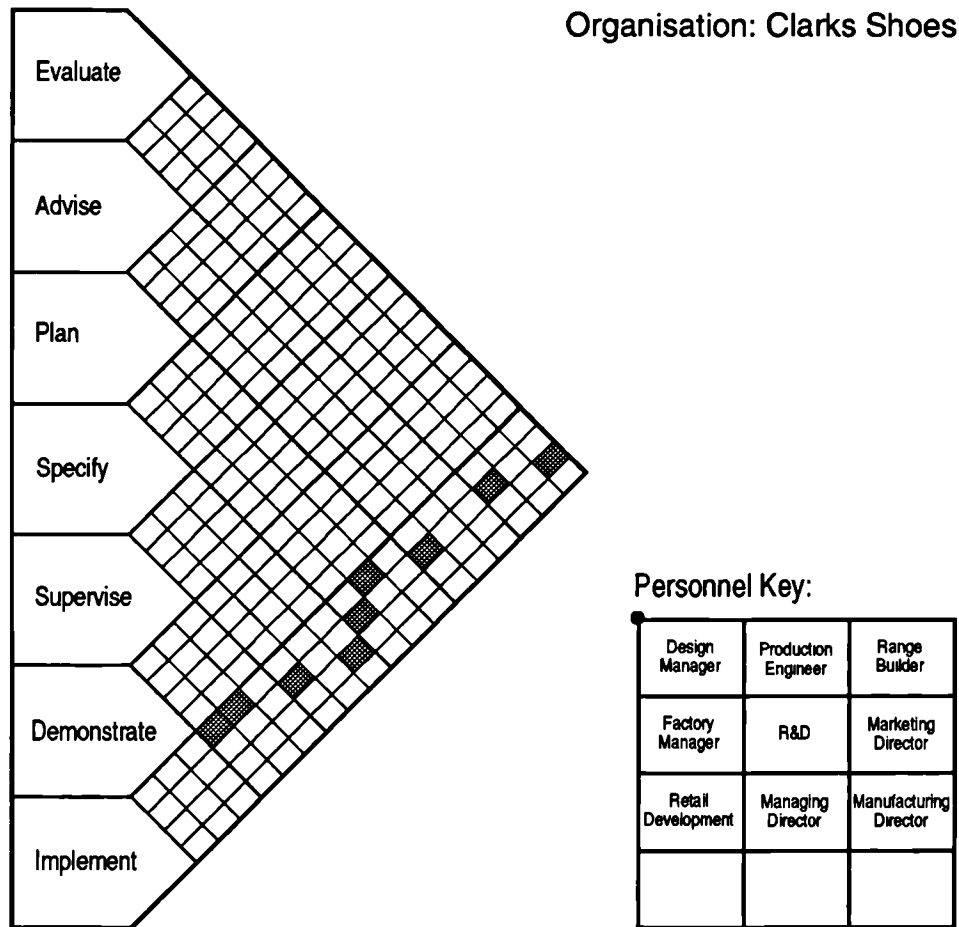 Organisation: Clarks Shoes
Evaluate
Advise
Plan
Specify
Supervise
Demonstrate
Implement
Personnel Key:
Design
Manager
Production
Engineer
Range
Builder
Factory
Manager
R&D
Marketing
Director
Retail
Development
Managing
Director
Manufacturing
Director